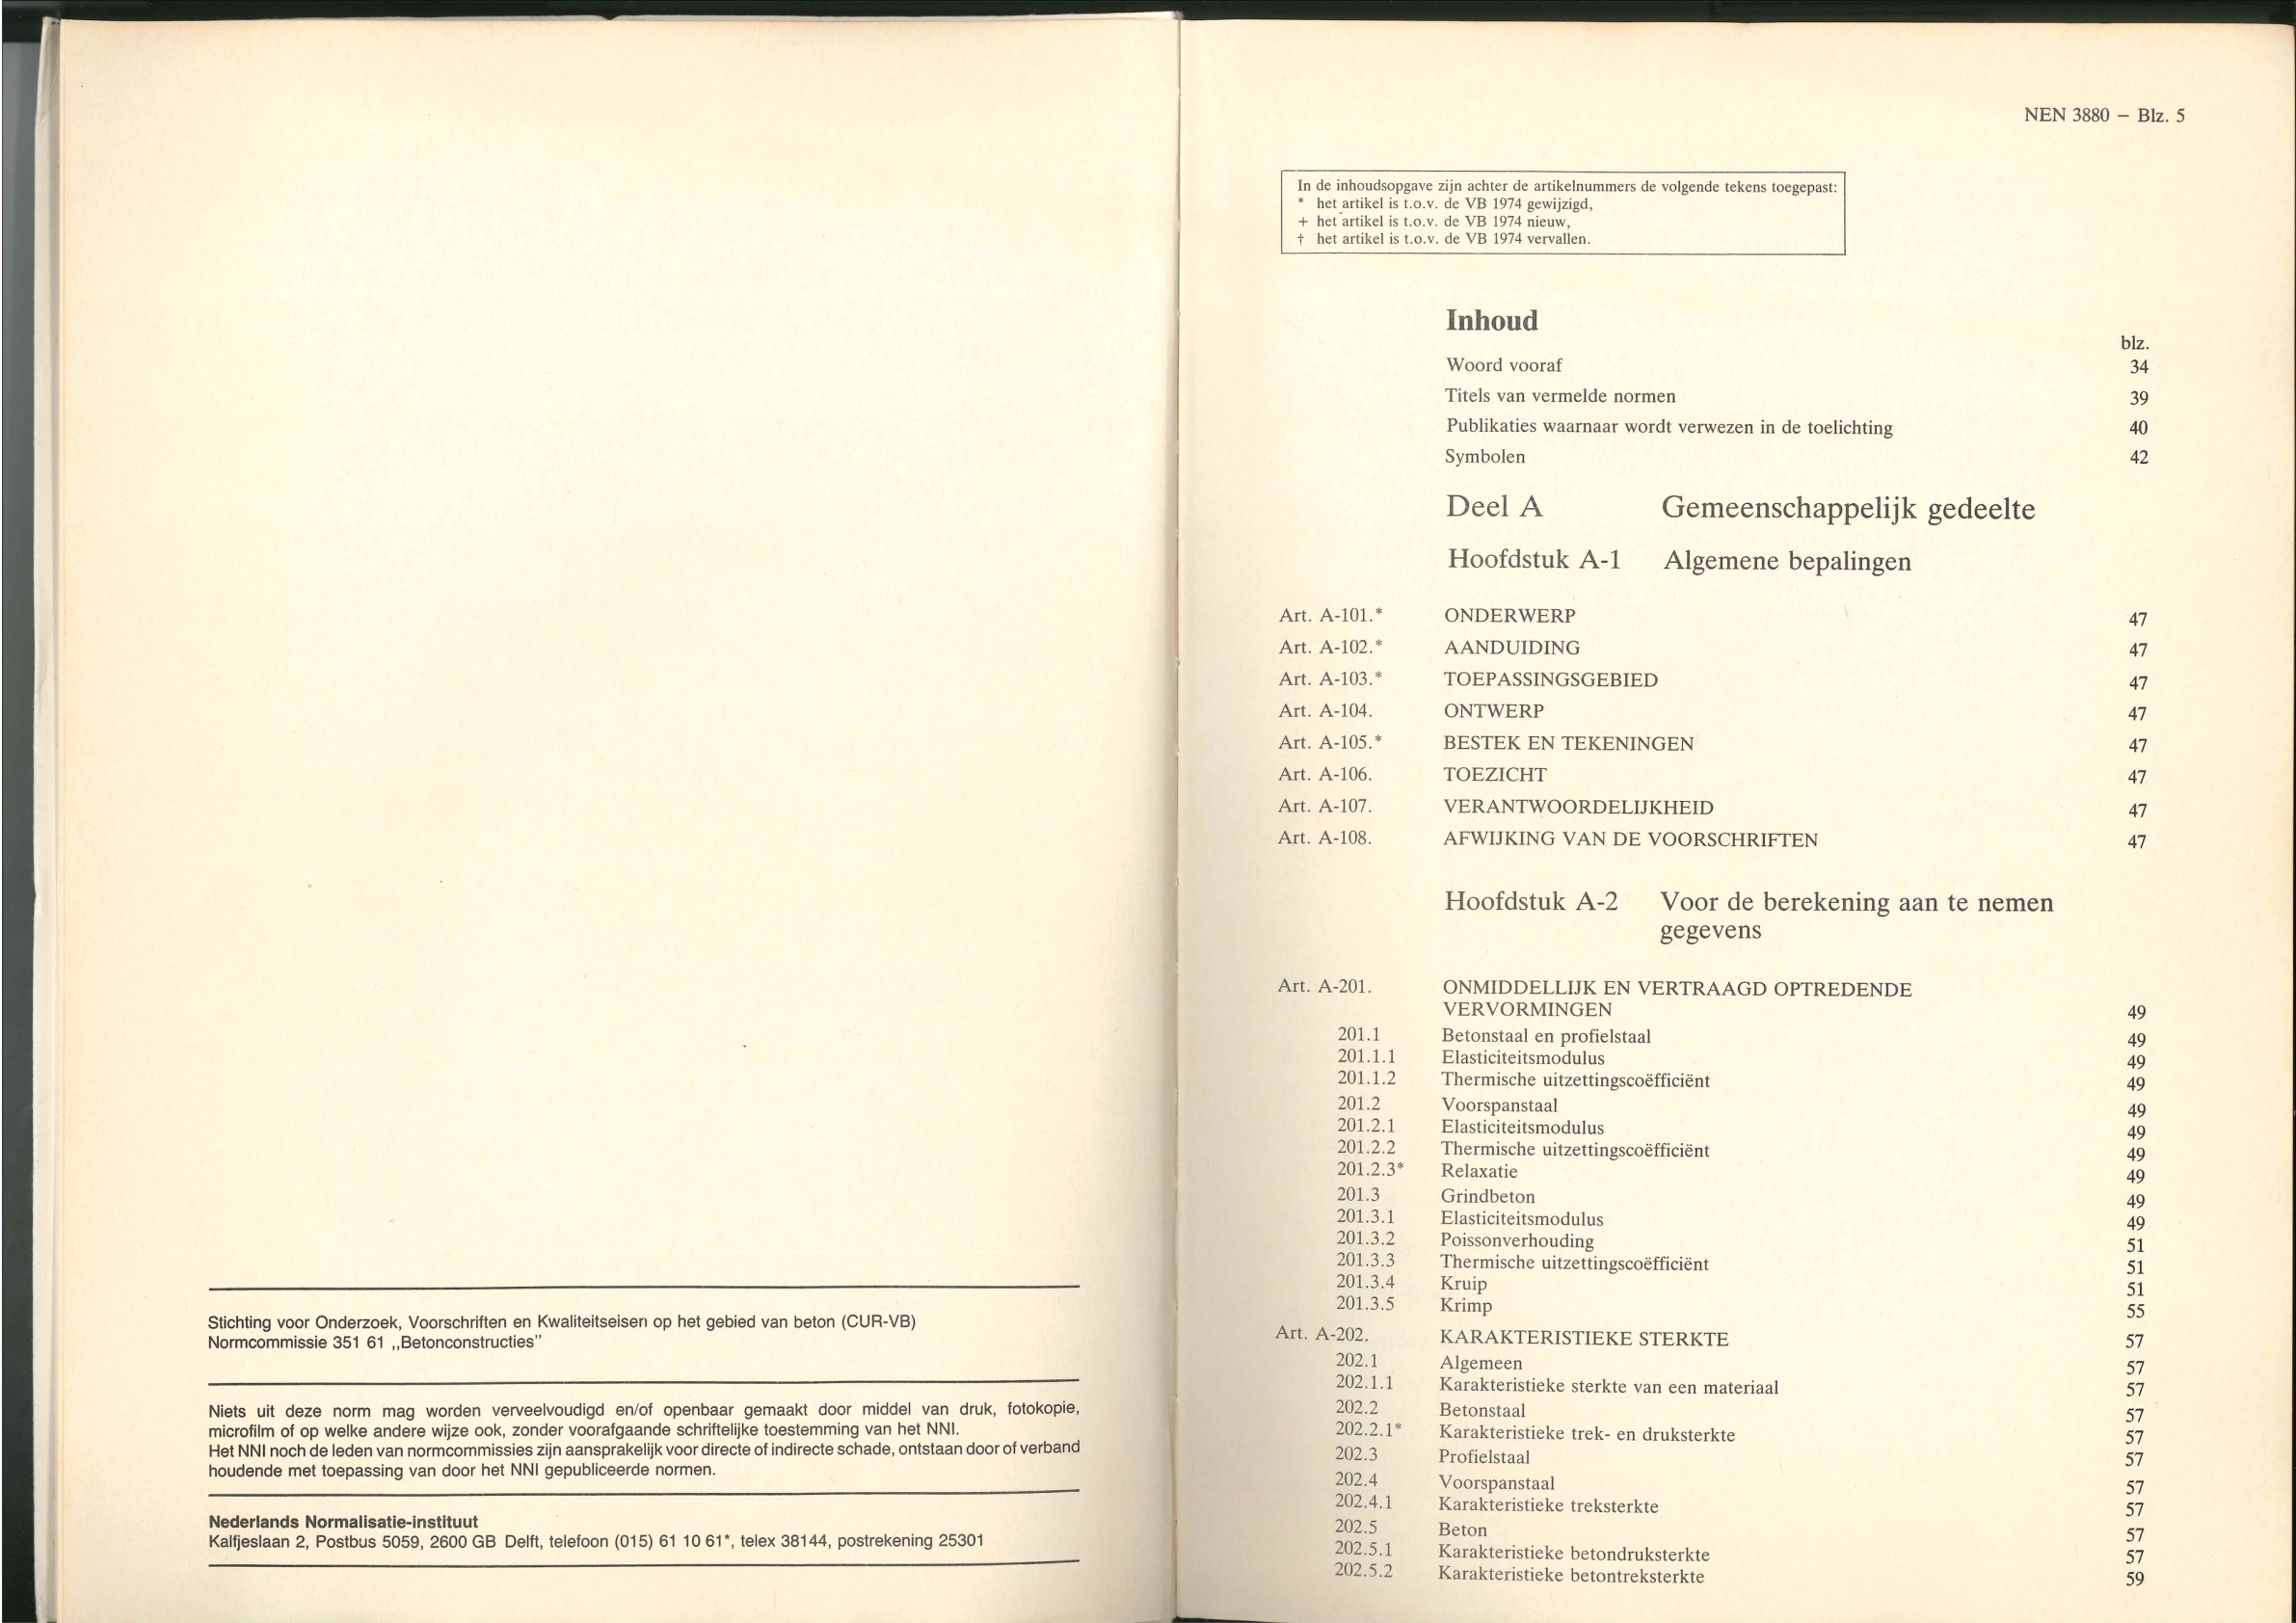 Stichting voor Onderzoek, Voorschriften en Kwaliteitseisen op het gebied van beton (CUR-VB)
Normcommissie 351 61 ,,Betonconstructies"
Niets uit deze norm mag worden verveelvoudigd en/of openbaar gemaakt door middel van druk, fotokopie,
microfilm of op welke andere wijze ook, zonder voorafgaande schriftelijke toestemming van het NNI.
Het NNI noch de leden van normcommissies zijn aansprakelijk voor directe of indirecte schade, ontstaan door of verband
houdende met toepassing van door het NNI gepubliceerde normen.
Nederlands Normalisatie-instituut
Kalfjeslaan 2, Postbus 5059, 2600 GB Delft, telefoon (015) 61 10 61*, telex 38144, postrekening 25301
NEN 3880 – Blz. 5
In de inhoudsopgave zijn achter de artikelnummers de volgende tekens toegepast:
* het artikel is t.o.v. de VB 1974 gewijzigd,
+ het artikel is t.o.v. de VB 1974 nieuw,
† het artikel is t.o.v. de VB 1974 vervallen.
Inhoud
blz.
Woord vooraf 34
Titels van vermelde normen 39
Publikaties waarnaar wordt verwezen in de toelichting 40
Symbolen 42
Deel A Gemeenschappelijk gedeelte
Hoofdstuk A-1 Algemene bepalingen
Art. A-101.* ONDERWERP 47
Art. A-102.* AANDUIDING 47
Art. A-103.* TOEPASSINGSGEBIED 47
Art. A-104. ONTWERP 47
Art. A-105.* BESTEK EN TEKENINGEN 47
Art. A-106. TOEZICHT 47
Art. A-107. VERANTWOORDELIJKHEID 47
Art. A-108. AFWIJKING VAN DE VOORSCHRIFTEN 47
Hoofdstuk A-2 Voor de berekening aan te nemen
gegevens
Art. A-201. ONMIDDELLIJK EN VERTRAAGD OPTREDENDE
VERVORMINGEN 49
201.1 Betonstaal en profielstaal 49
201.1.1 Elasticiteitsmodulus 49
201.1.2 Thermische uitzettingscoëfficiënt 49
201.2 Voorspanstaal 49
201.2.1 Elasticiteitsmodulus 49
201.2.2 Thermische uitzettingscoëfficiënt 49
201.2.3* Relaxatie 49
201.3 Grindbeton 49
201.3.1 Elasticiteitsmodulus 49
201.3.2 Poissonverhouding 51
201.3.3 Thermische uitzettingscoëfficiënt 51
201.3.4 Kruip 51
201.3.5 Krimp 55
Art. A-202. KARAKTERISTIEKE STERKTE 57
202.1 Algemeen 57
202.1.1 Karakteristieke sterkte van een materiaal 57
202.2 Betonstaal 57
202.2.1* Karakteristieke trek- en druksterkte 57
202.3 Profielstaal 57
202.4 Voorspanstaal 57
202.4.1 Karakteristieke treksterkte 57
202.5 Beton 57
202.5.1 Karakteristieke betondruksterkte 57
202.5.2 Karakteristieke betontreksterkte 59